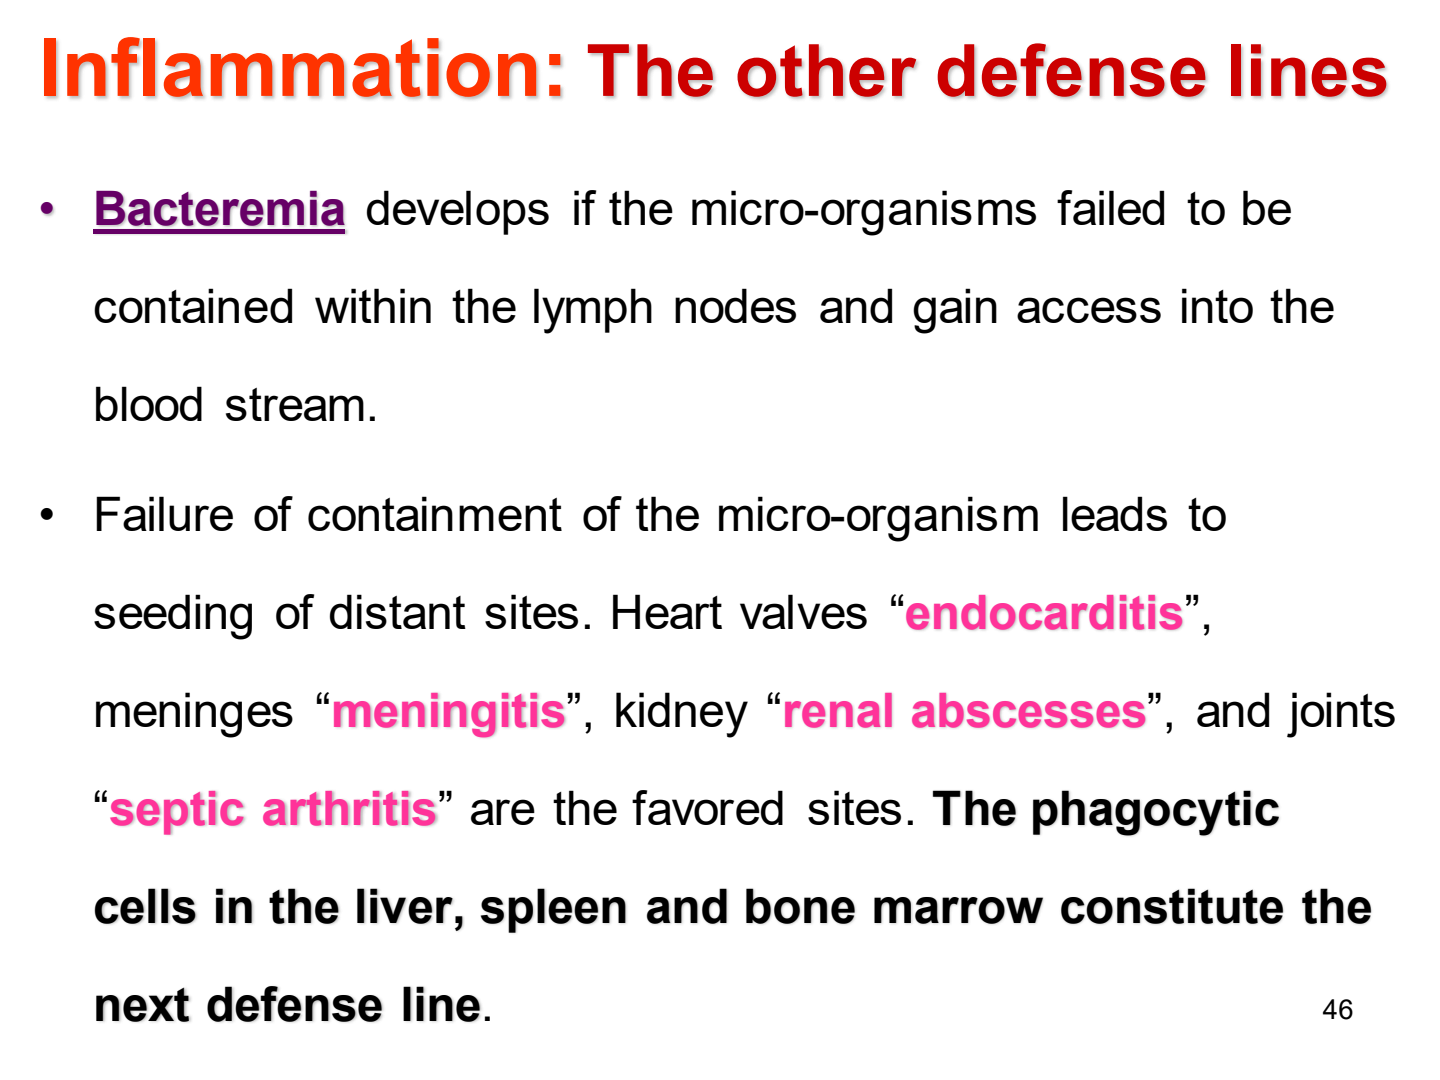 Inflammation: The other defense lines
• Bacteremia develops if the micro-organisms failed to be
contained within the lymph nodes and gain access into the
blood stream.
• Failure of containment of the micro-organism leads to
seeding of distant sites. Heart valves “endocarditis”,
meninges “meningitis”, kidney “renal abscesses”, and joints
“septic arthritis” are the favored sites. The phagocytic
cells in the liver, spleen and bone marrow constitute the
next defense line.
46